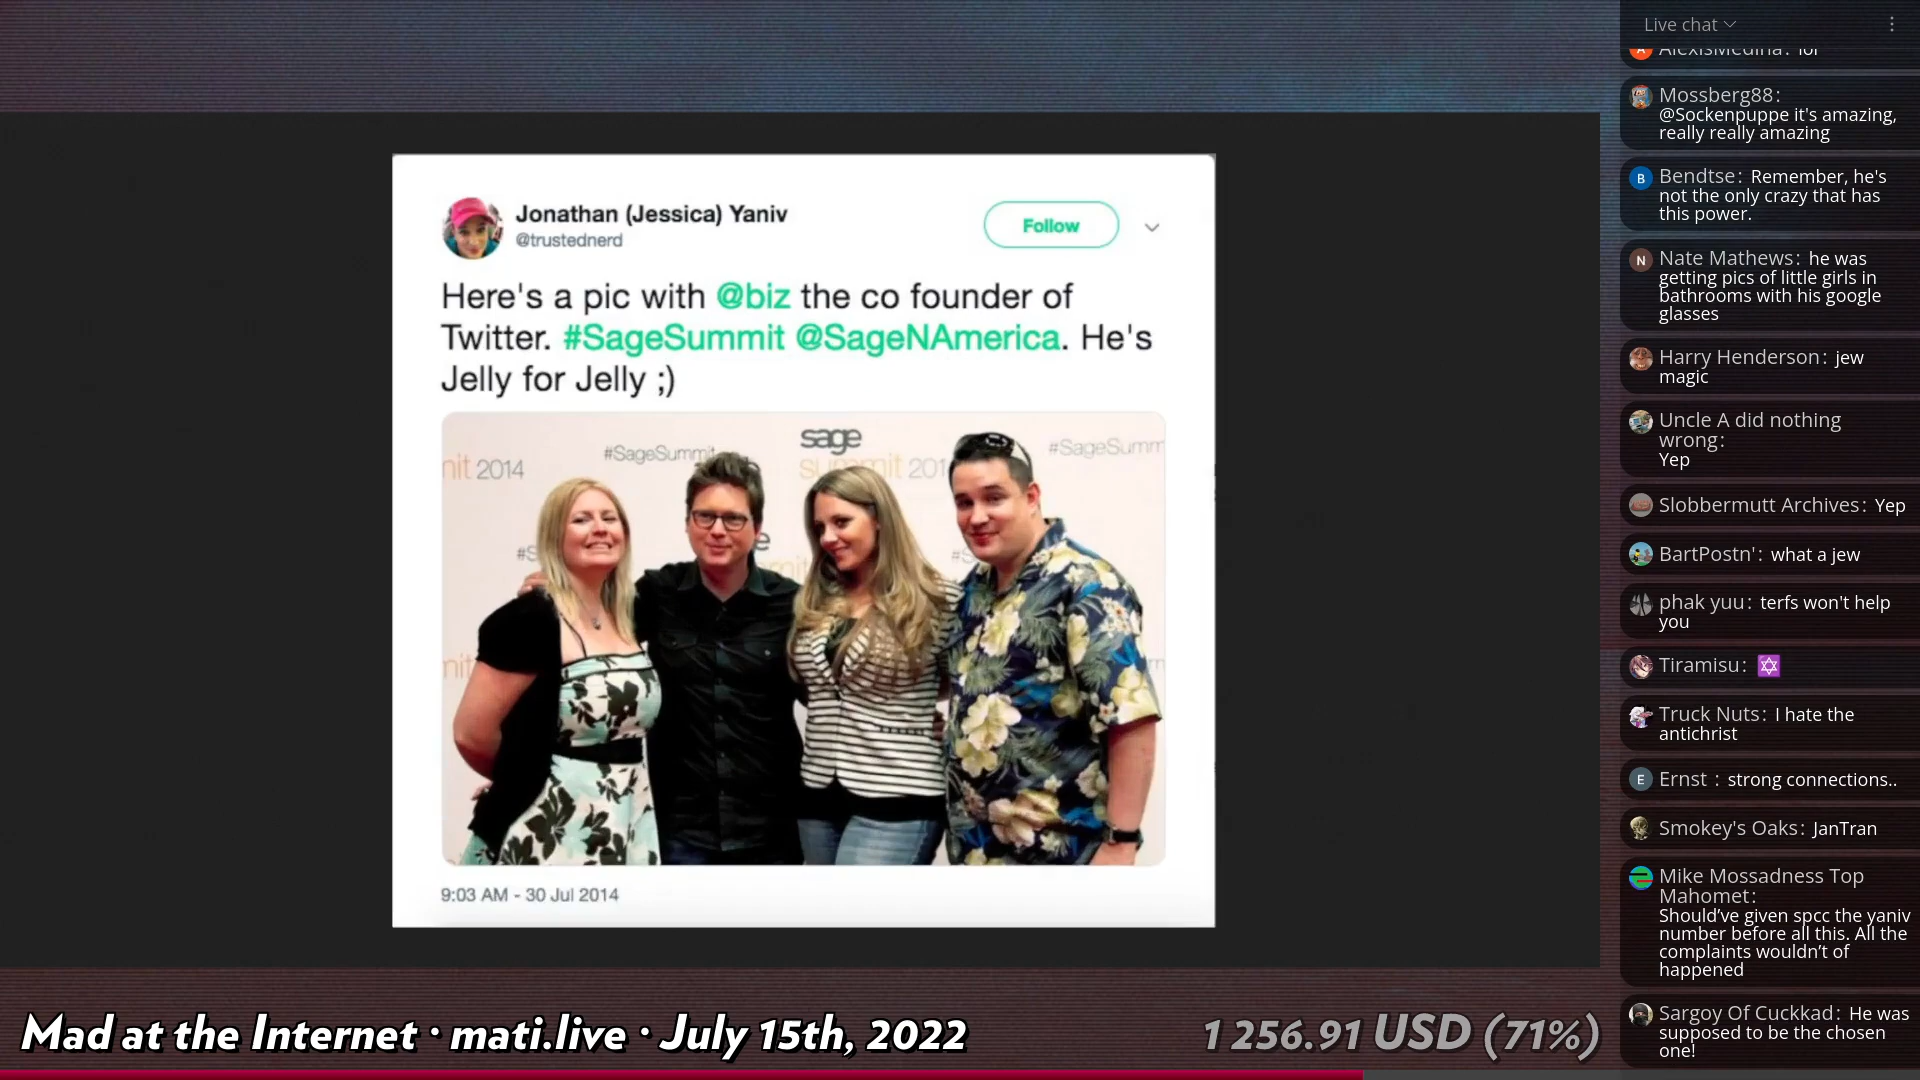 Jonathan (Jessica) Yaniv
@trustednerd
Follow
Here's a pic with @biz the co founder of
Twitter. #SageSummit @SageNAmerica. He's
Jelly for Jelly ;)
nit 2014
#SageSummit
sage
summit 201
#SageSumm
#S
nit
9:03 AM - 30 Jul 2014
Mad at the Internet · mati.live · July 15th, 2022
1 256.91 USD (71%)
Live chat
AlexisMedina: lol
Mossberg88:
@Sockenpuppe it's amazing,
really really amazing
B
Bendtse: Remember, he's
not the only crazy that has
this power.
N
Nate Mathews: he was
getting pics of little girls in
bathrooms with his google
glasses
Harry Henderson: jew
magic
Uncle A did nothing
wrong:
Yep
Slobbermutt Archives: Yep
BartPostn': what a jew
phak yuu: terfs won't help
you
Tiramisu: 🔯
Truck Nuts: I hate the
antichrist
E
Ernst : strong connections..
Smokey's Oaks: JanTran
Mike Mossadness Top
Mahomet:
Should've given spcc the yaniv
number before all this. All the
complaints wouldn't of
happened
Sargoy Of Cuckkad: He was
supposed to be the chosen
one!